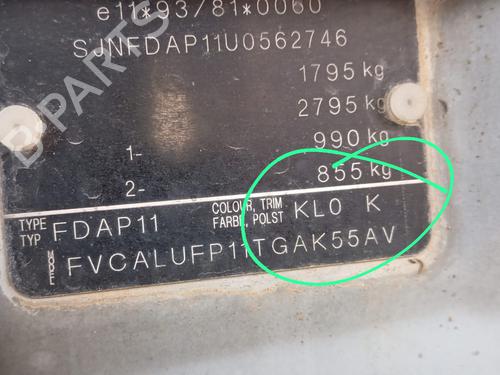 e11*93/81*0060
SJNFDAP11U0562746
1795 kg
2795 kg
1- 990 kg
2- 855 kg
TYPE TYP FDAP11 COLOUR, TRIM FARBE, POLST KL0 K
MODELE FVCALUFP11TGAK55AV